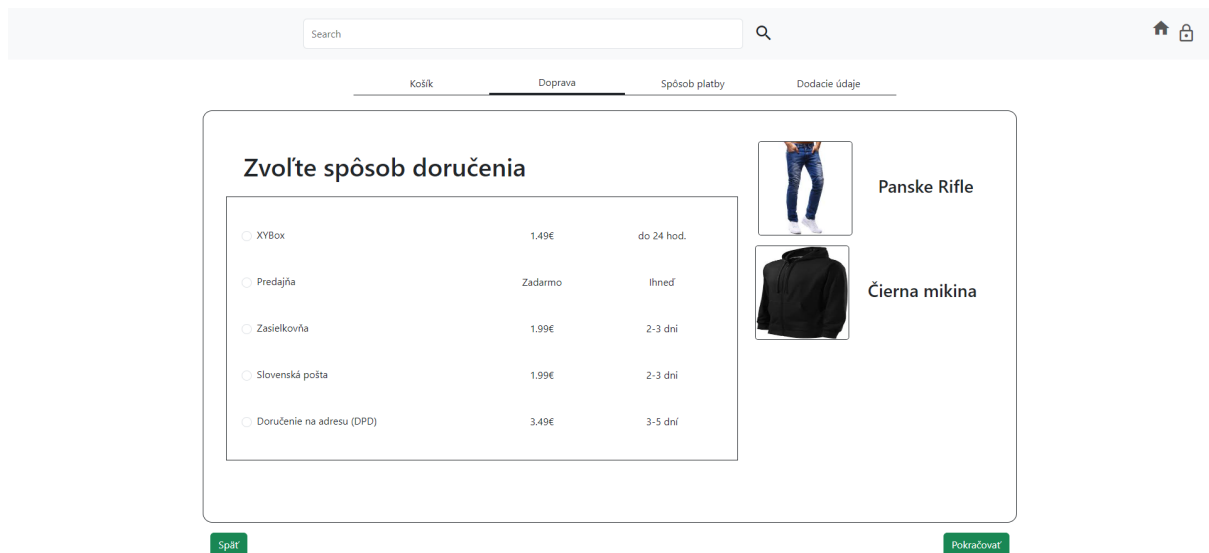 Search
Košík Doprava Spôsob platby Dodacie údaje
Zvoľte spôsob doručenia
XYBox 1.49€ do 24 hod.
Predajňa Zadarmo Ihneď
Zasielkovňa 1.99€ 2-3 dni
Slovenská pošta 1.99€ 2-3 dni
Doručenie na adresu (DPD) 3.49€ 3-5 dní
Panske Rifle
Čierna mikina
Späť Pokračovať